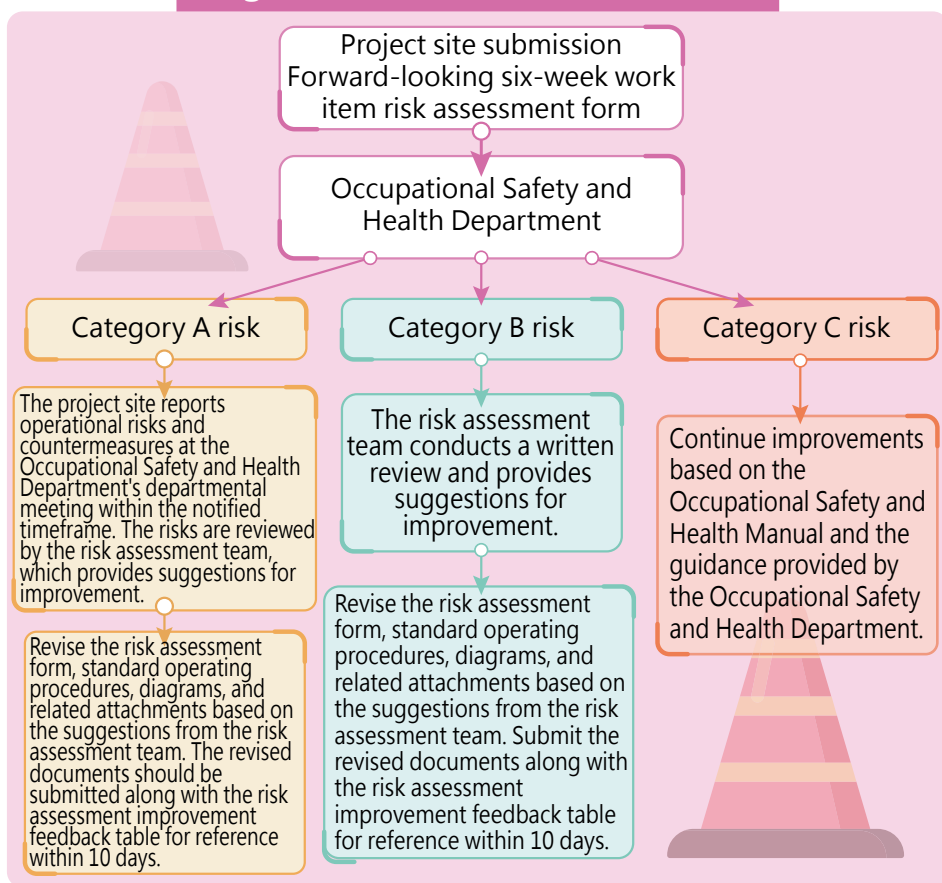 Project site submission
Forward-looking six-week work
item risk assessment form
Occupational Safety and
Health Department
Category A risk
Category B risk
Category C risk
The project site reports
operational risks and
countermeasures at the
Occupational Safety and Health
Department's departmental
meeting within the notified
timeframe. The risks are reviewed
by the risk assessment team,
which provides suggestions for
improvement.
Revise the risk assessment
form, standard operating
procedures, diagrams, and
related attachments based on
the suggestions from the risk
assessment team. The revised
documents should be
submitted along with the risk
assessment improvement
feedback table for reference
within 10 days.
The risk assessment
team conducts a written
review and provides
suggestions for
improvement.
Revise the risk assessment
form, standard operating
procedures, diagrams, and
related attachments based on
the suggestions from the risk
assessment team. Submit the
revised documents along with
the risk assessment
improvement feedback table
for reference within 10 days.
Continue improvements
based on the
Occupational Safety and
Health Manual and the
guidance provided by
the Occupational Safety
and Health Department.